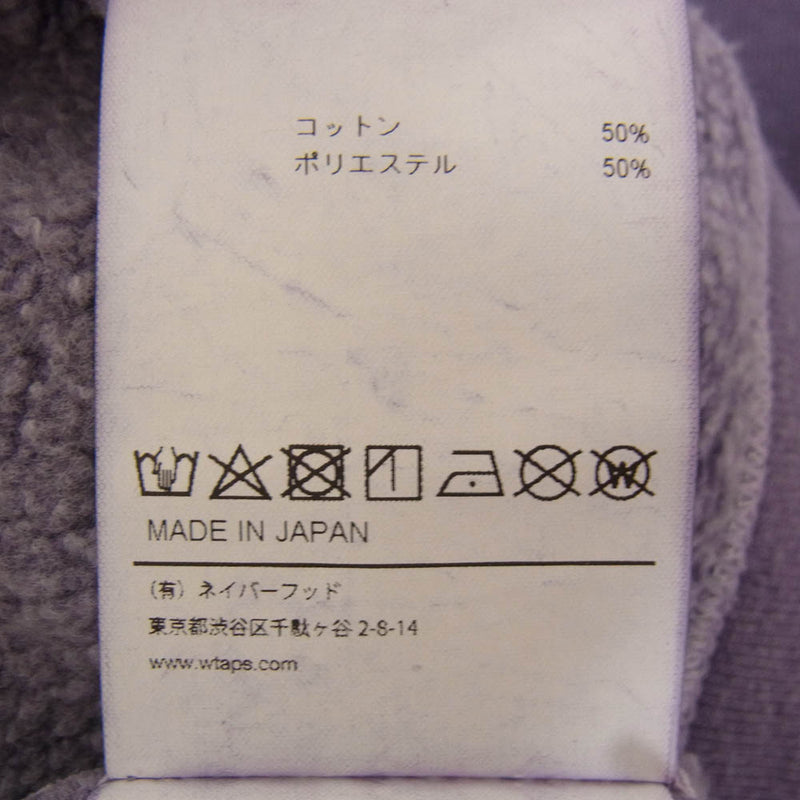 コットン 50%
ポリエステル 50%
W
MADE IN JAPAN
(有) ネイバーフッド
東京都渋谷区千駄ヶ谷 2-8-14
www.wtaps.com